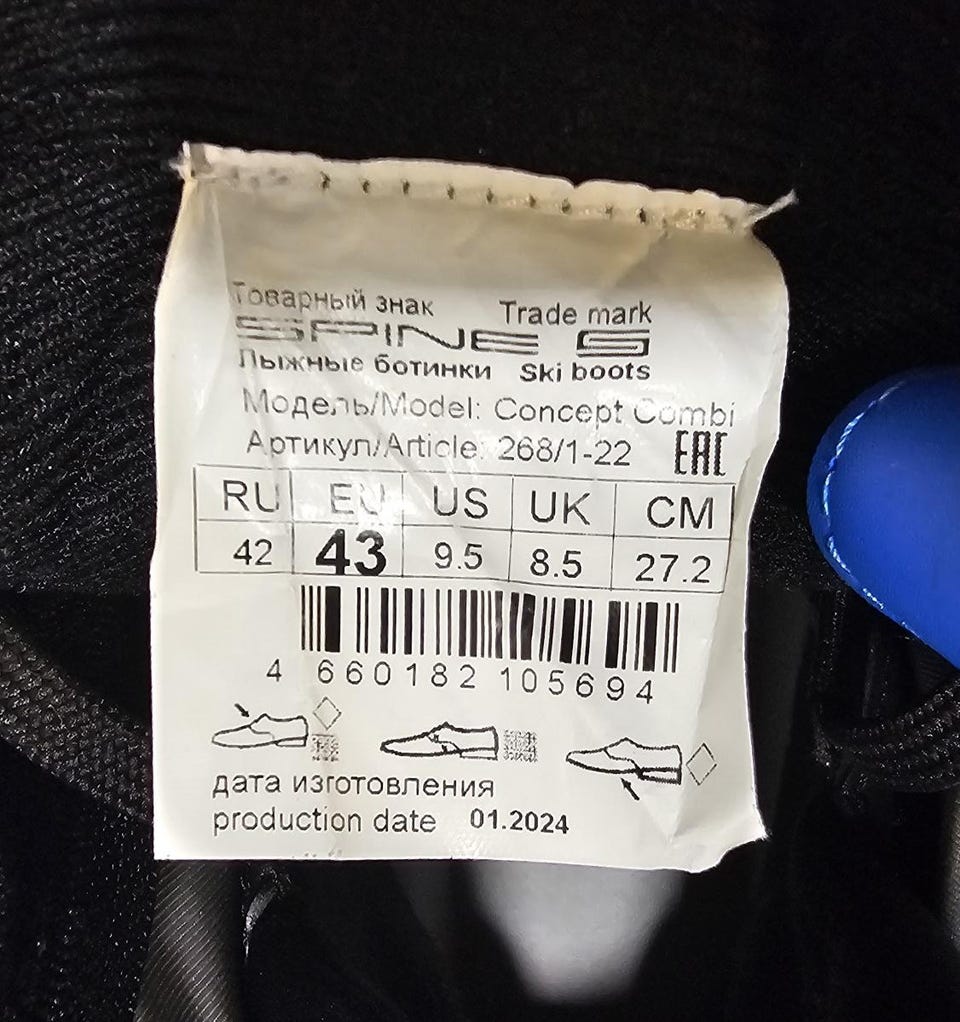 Товарный знак Trade mark
SPINE S
Лыжные ботинки Ski boots
Модель/Model: Concept Combi
Артикул/Article: 268/1-22 EAC
RU EU US UK CM
42 43 9.5 8.5 27.2
4 660182 105694
дата изготовления
production date 01.2024